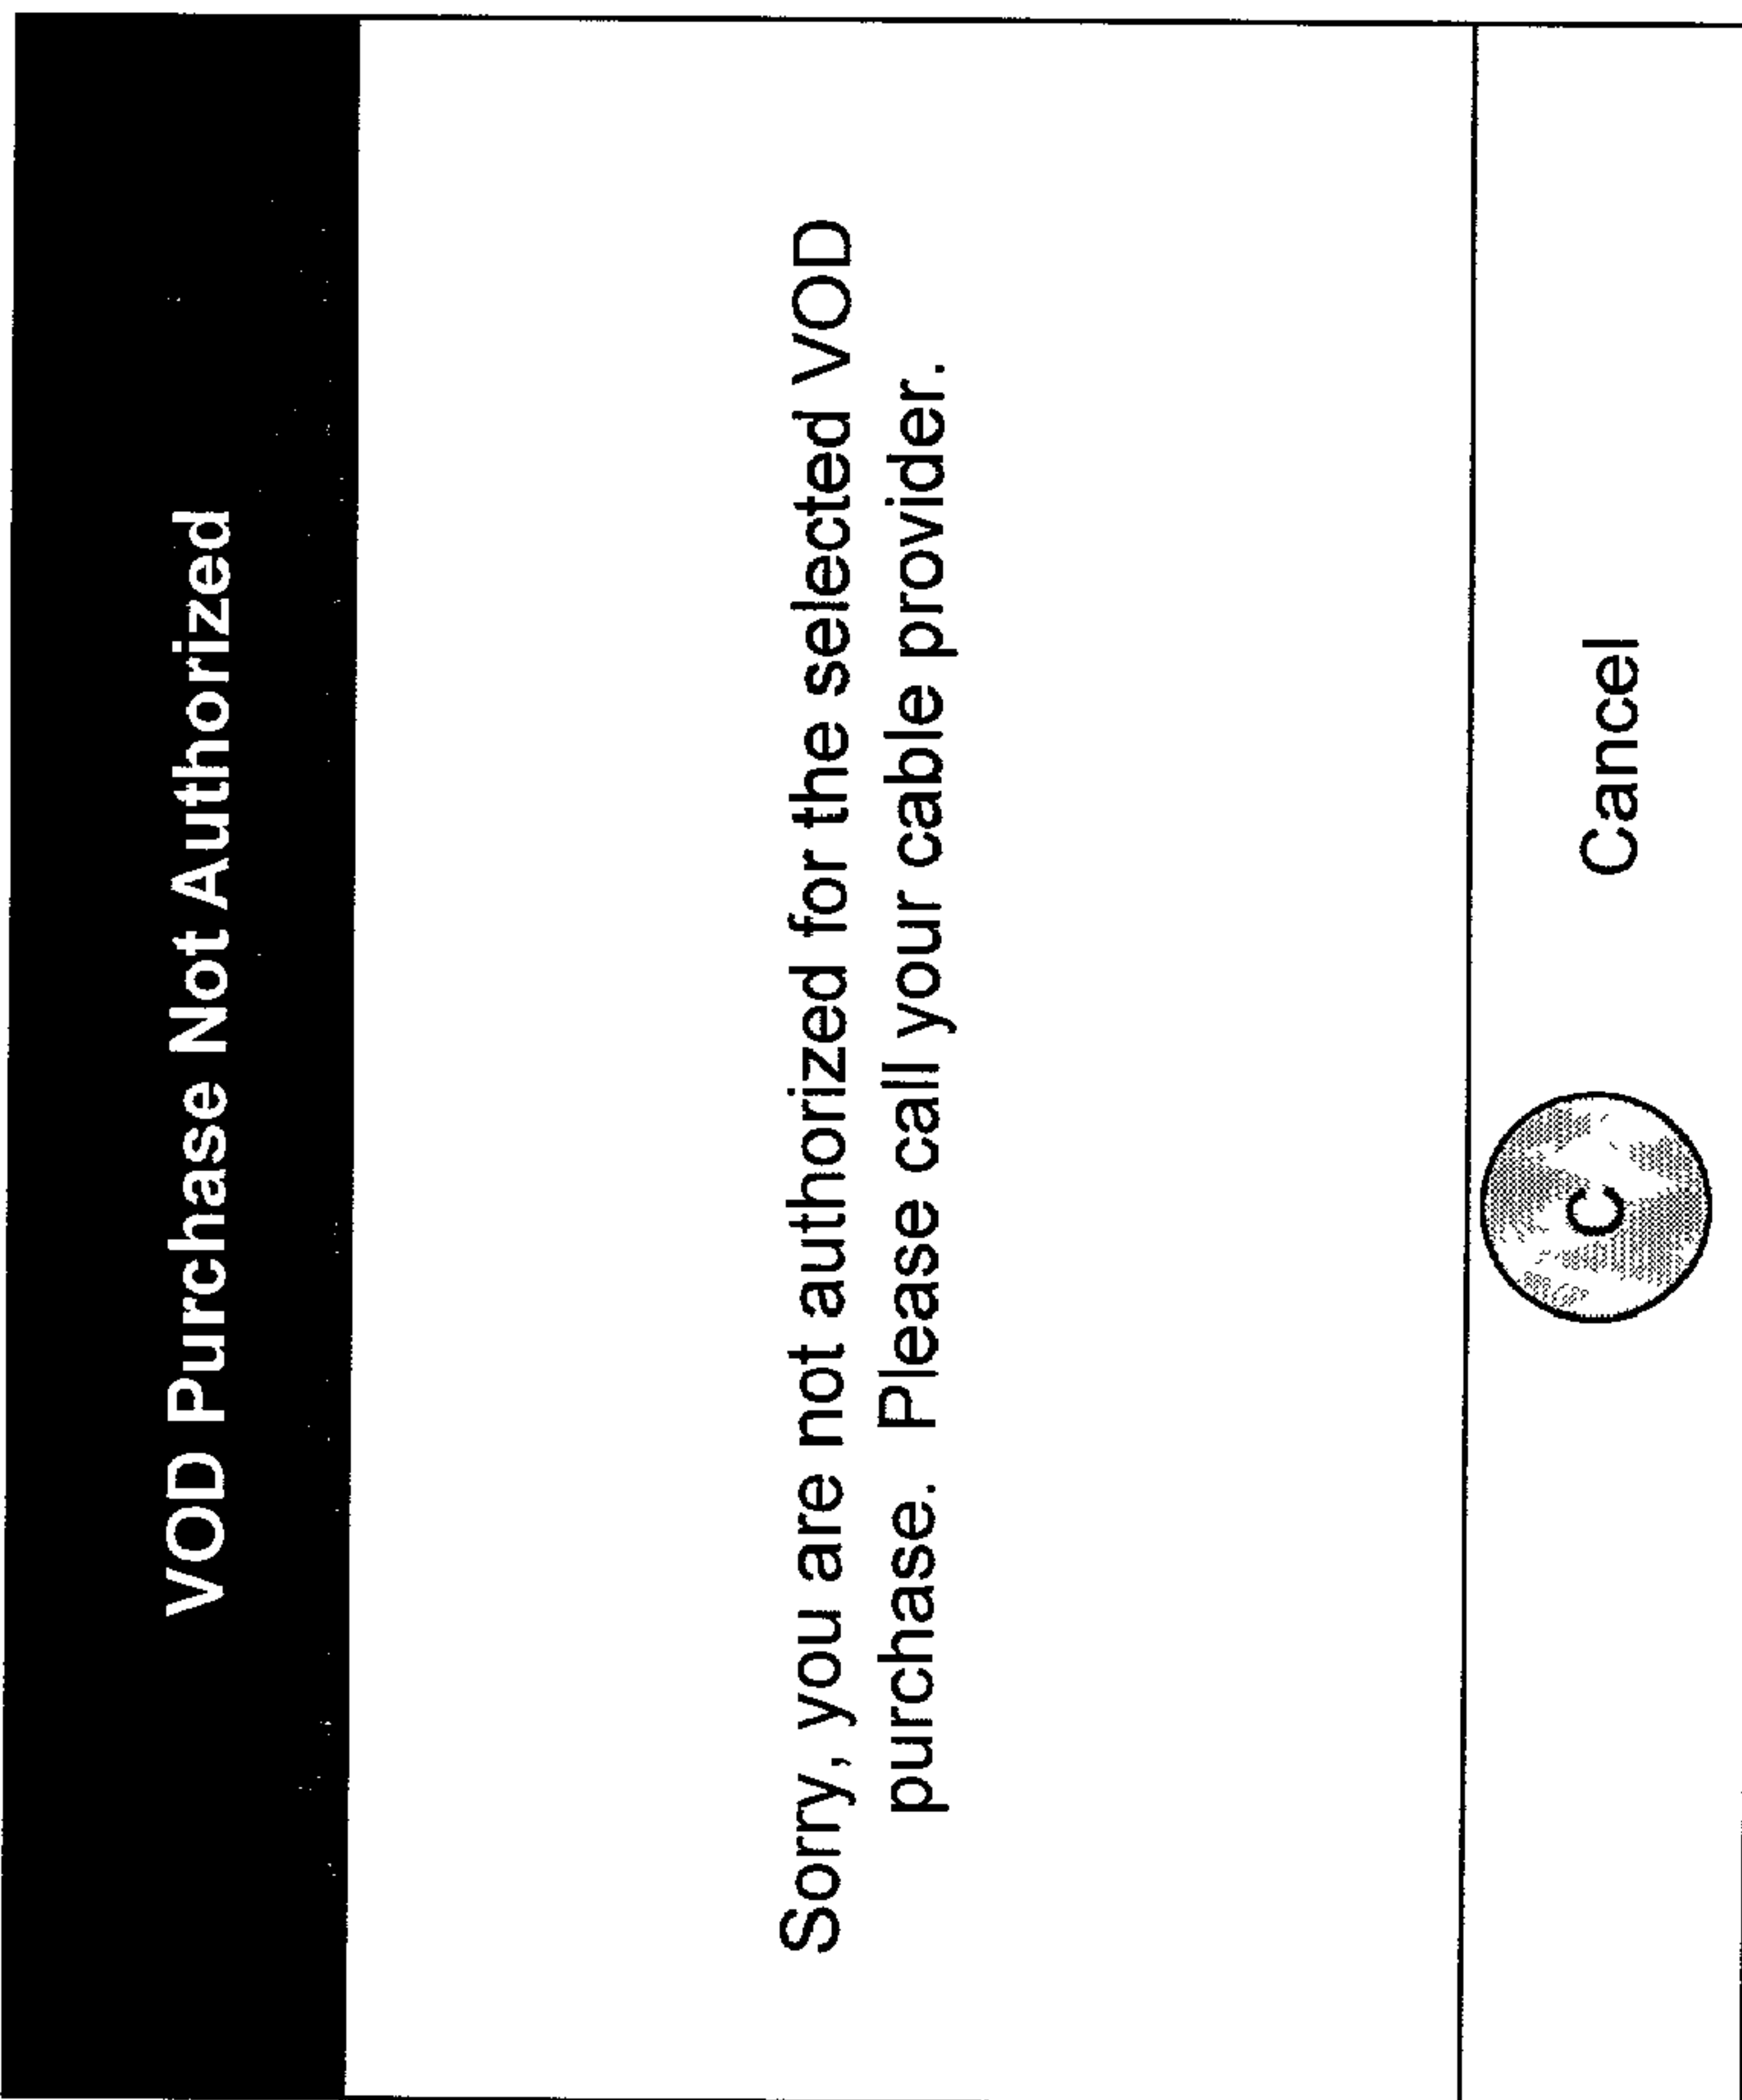 VOD Purchase Not Authorized
Sorry, you are not authorized for the selected VOD
purchase. Please call your cable provider.
C Cancel